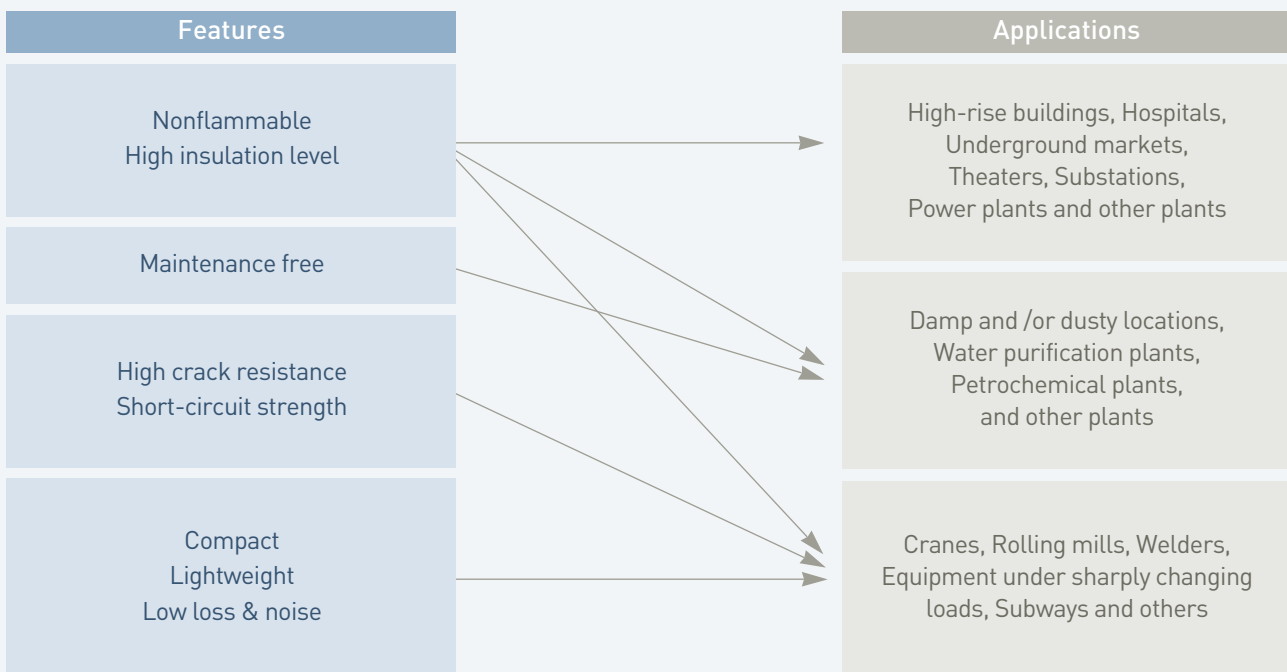 Features
Nonflammable
High insulation level
Maintenance free
High crack resistance
Short-circuit strength
Compact
Lightweight
Low loss & noise
Applications
High-rise buildings, Hospitals,
Underground markets,
Theaters, Substations,
Power plants and other plants
Damp and /or dusty locations,
Water purification plants,
Petrochemical plants,
and other plants
Cranes, Rolling mills, Welders,
Equipment under sharply changing
loads, Subways and others